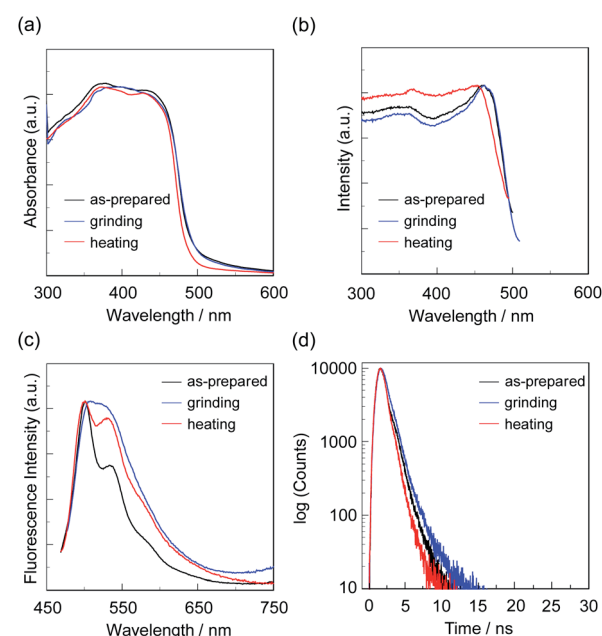 (a)
Absorbance (a.u.)
as-prepared
grinding
heating
300 400 500 600
Wavelength / nm
(b)
Intensity (a.u.)
as-prepared
grinding
heating
300 400 500 600
Wavelength / nm
(c)
Fluorescence Intensity (a.u.)
as-prepared
grinding
heating
450 550 650 750
Wavelength / nm
(d)
log (Counts)
10000
1000
100
10
as-prepared
grinding
heating
0 5 10 15 20 25 30
Time / ns